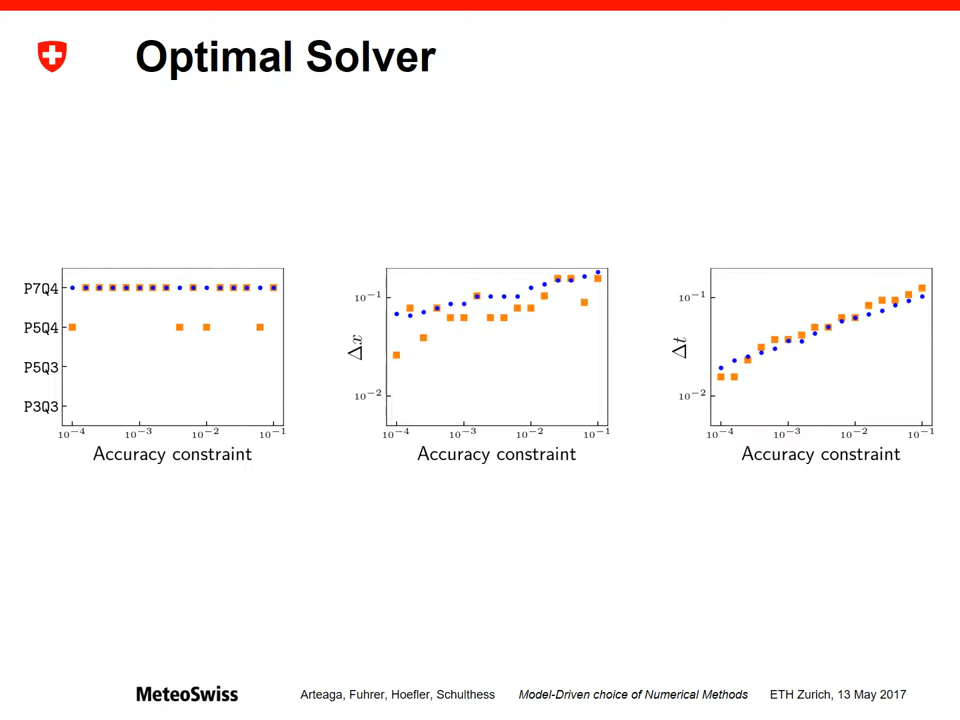 Optimal Solver
P7Q4
P5Q4
P5Q3
P3Q3
10⁻⁴ 10⁻³ 10⁻² 10⁻¹
Accuracy constraint
Δx
10⁻¹
10⁻²
10⁻⁴ 10⁻³ 10⁻² 10⁻¹
Accuracy constraint
Δt
10⁻¹
10⁻²
10⁻⁴ 10⁻³ 10⁻² 10⁻¹
Accuracy constraint
MeteoSwiss
Arteaga, Fuhrer, Hoefler, Schulthess Model-Driven choice of Numerical Methods ETH Zurich, 13 May 2017